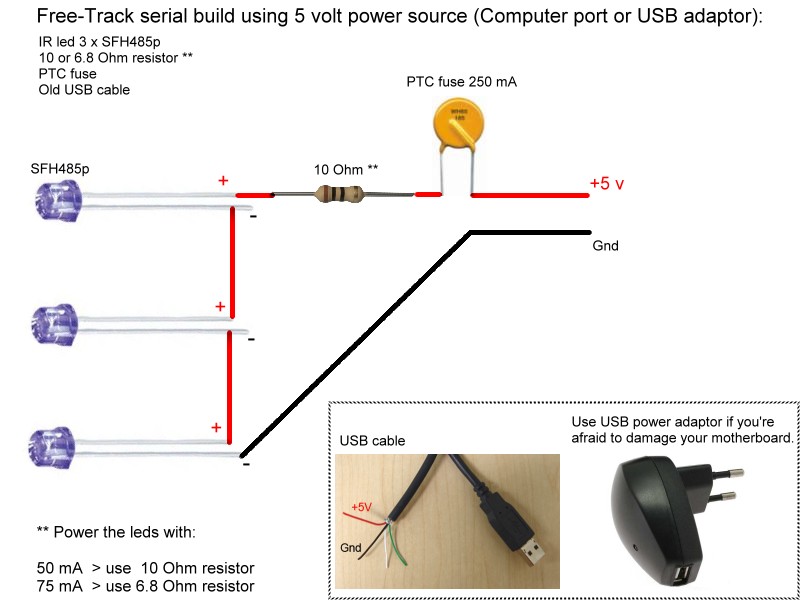 Free-Track serial build using 5 volt power source (Computer port or USB adaptor):
IR led 3 x SFH485p
10 or 6.8 Ohm resistor **
PTC fuse
Old USB cable
PTC fuse 250 mA
SFH485p
+
10 Ohm **
+5 v
-
Gnd
+
-
+
-
USB cable
Use USB power adaptor if you're
afraid to damage your motherboard.
+5V
Gnd
** Power the leds with:
50 mA > use 10 Ohm resistor
75 mA > use 6.8 Ohm resistor